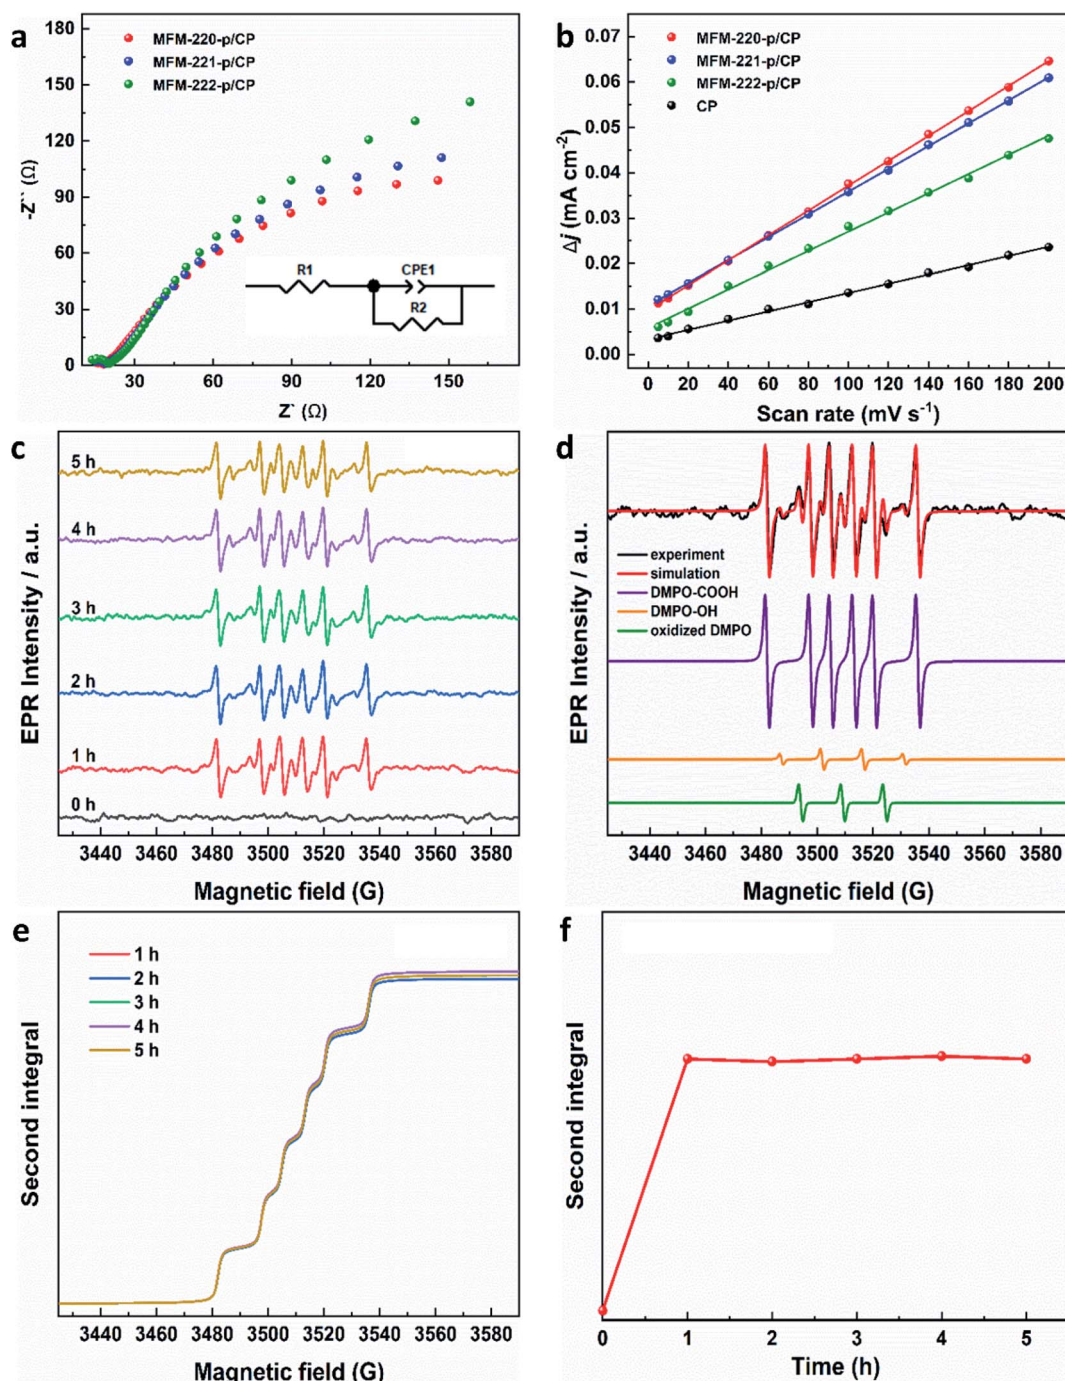 a
180
150
120
90
60
30
0
-Z`` (Ω)
MFM-220-p/CP
MFM-221-p/CP
MFM-222-p/CP
R1
CPE1
R2
30 60 90 120 150
Z` (Ω)
b
0.07
0.06
0.05
0.04
0.03
0.02
0.01
0.00
Δj (mA cm⁻²)
MFM-220-p/CP
MFM-221-p/CP
MFM-222-p/CP
CP
0 20 40 60 80 100 120 140 160 180 200
Scan rate (mV s⁻¹)
c
EPR Intensity / a.u.
5 h
4 h
3 h
2 h
1 h
0 h
3440 3460 3480 3500 3520 3540 3560 3580
Magnetic field (G)
d
EPR Intensity / a.u.
experiment
simulation
DMPO-COOH
DMPO-OH
oxidized DMPO
3440 3460 3480 3500 3520 3540 3560 3580
Magnetic field (G)
e
Second integral
1 h
2 h
3 h
4 h
5 h
3440 3460 3480 3500 3520 3540 3560 3580
Magnetic field (G)
f
Second integral
0 1 2 3 4 5
Time (h)